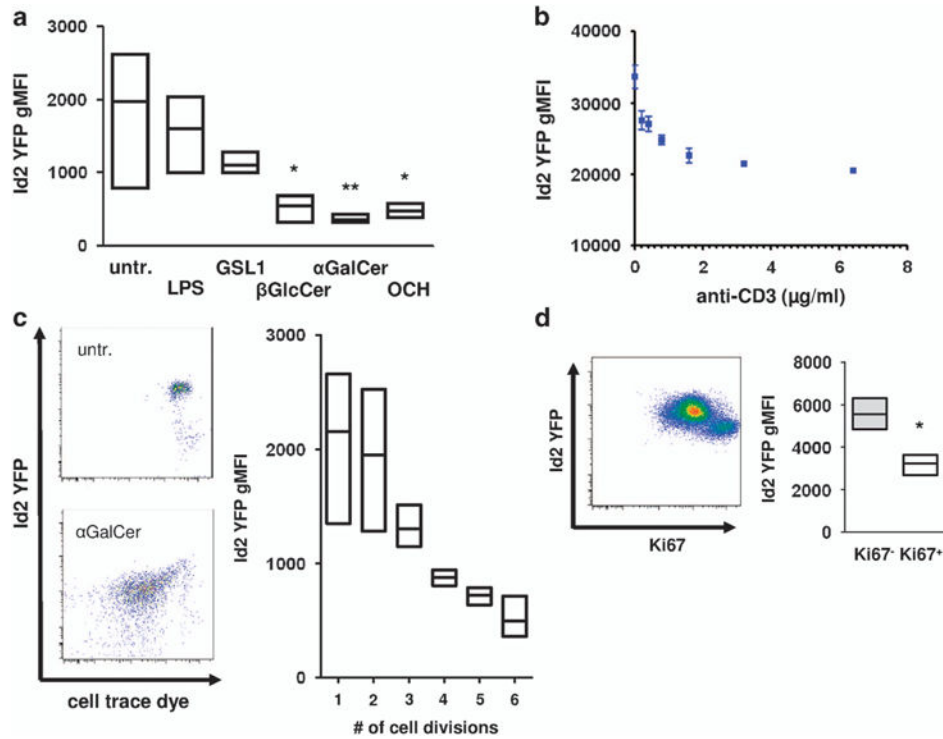 a
3000
2000
1000
0
Id2 YFP gMFI
*
**
*
untr.
LPS
GSL1
βGlcCer
αGalCer
OCH
b
40000
30000
20000
10000
Id2 YFP gMFI
0 2 4 6 8
anti-CD3 (µg/ml)
c
untr.
αGalCer
Id2 YFP
cell trace dye
3000
2000
1000
0
Id2 YFP gMFI
1 2 3 4 5 6
# of cell divisions
d
Id2 YFP
Ki67
8000
6000
4000
2000
0
Id2 YFP gMFI
*
Ki67- Ki67+